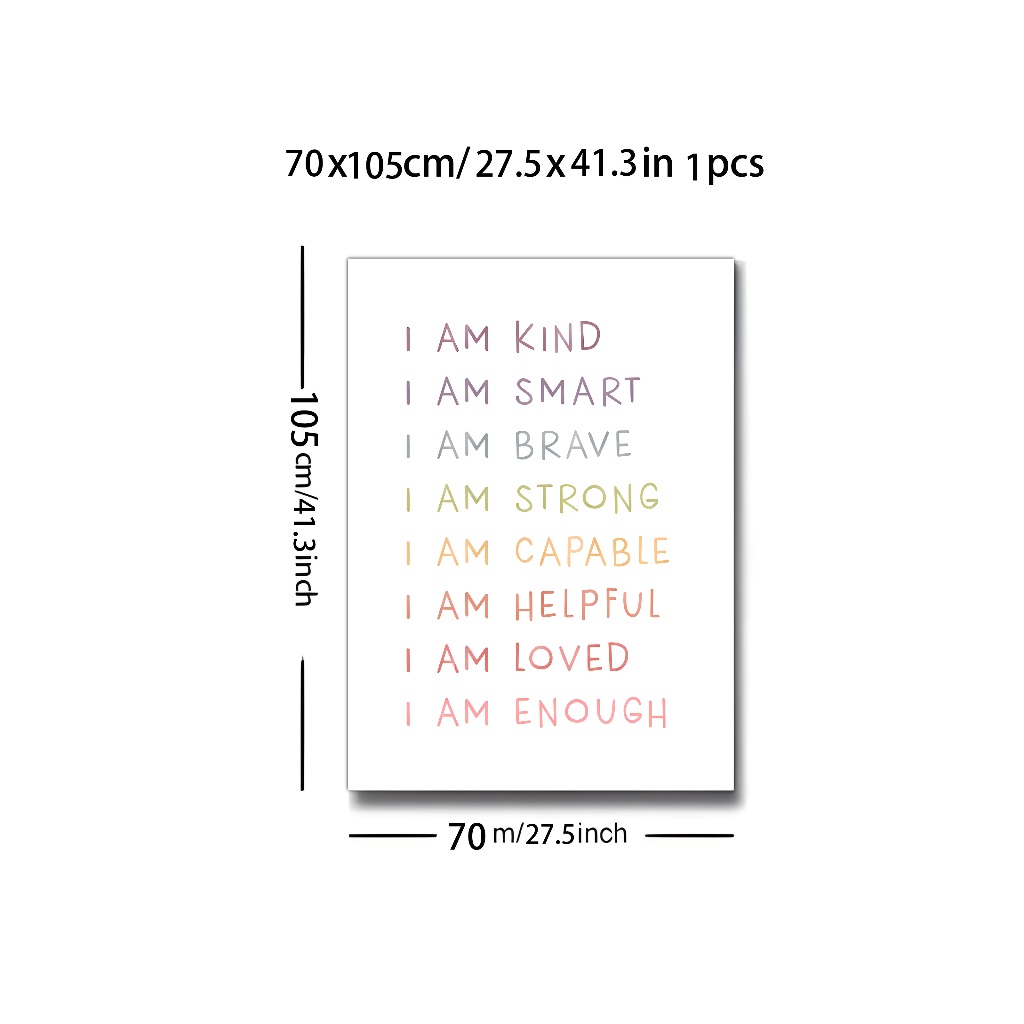 70x105cm/27.5x41.3in 1pcs
I AM KIND
I AM SMART
I AM BRAVE
I AM STRONG
I AM CAPABLE
I AM HELPFUL
I AM LOVED
I AM ENOUGH
105cm/41.3inch
70 m/27.5inch